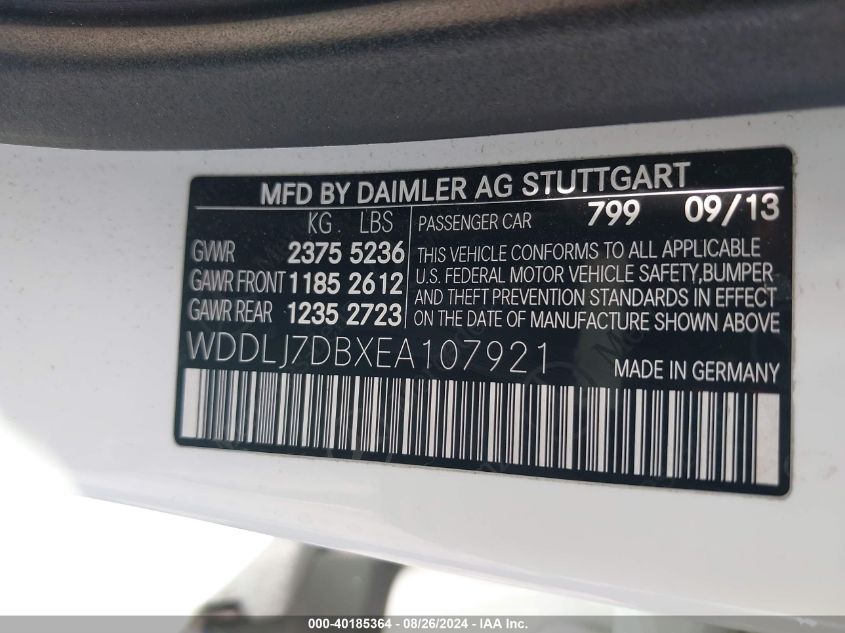 MFD BY DAIMLER AG STUTTGART
KG LBS
GVWR 2375 5236
GAWR FRONT 1185 2612
GAWR REAR 1235 2723
PASSENGER CAR 799 09/13
THIS VEHICLE CONFORMS TO ALL APPLICABLE
U.S. FEDERAL MOTOR VEHICLE SAFETY, BUMPER
AND THEFT PREVENTION STANDARDS IN EFFECT
ON THE DATE OF MANUFACTURE SHOWN ABOVE
WDDLJ7DBXEA107921
MADE IN GERMANY
000-40185364 - 08/26/2024 - IAA Inc.